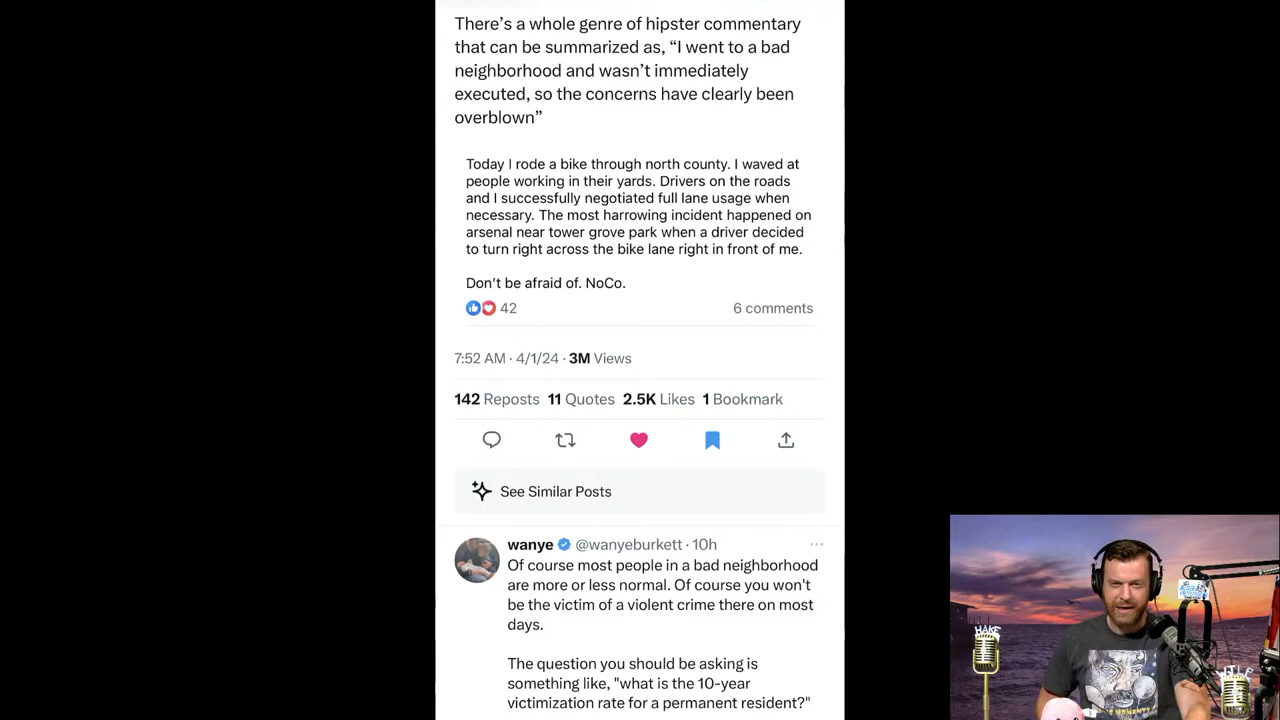 There's a whole genre of hipster commentary
that can be summarized as, “I went to a bad
neighborhood and wasn't immediately
executed, so the concerns have clearly been
overblown”
Today I rode a bike through north county. I waved at
people working in their yards. Drivers on the roads
and I successfully negotiated full lane usage when
necessary. The most harrowing incident happened on
arsenal near tower grove park when a driver decided
to turn right across the bike lane right in front of me.
Don't be afraid of. NoCo.
42
6 comments
7:52 AM · 4/1/24 · 3M Views
142 Reposts 11 Quotes 2.5K Likes 1 Bookmark
See Similar Posts
wanye @wanyeburkett · 10h
Of course most people in a bad neighborhood
are more or less normal. Of course you won't
be the victim of a violent crime there on most
days.
The question you should be asking is
something like, "what is the 10-year
victimization rate for a permanent resident?"
HAKE